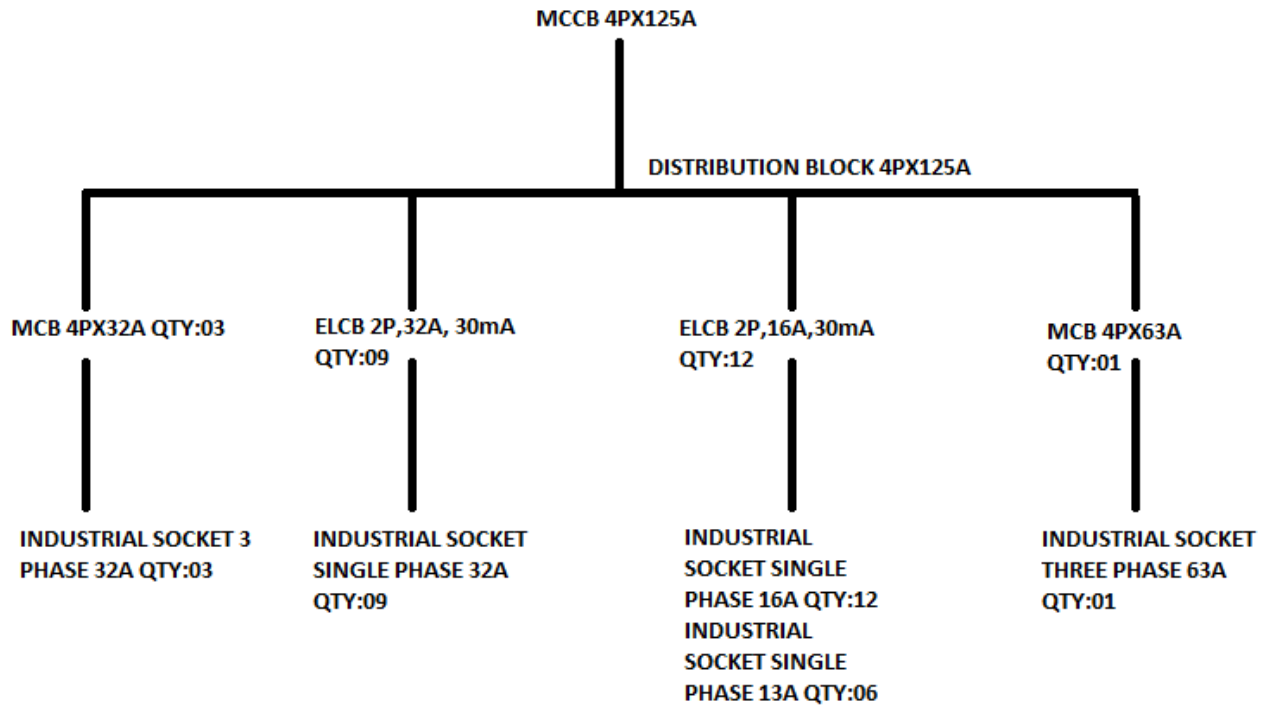 MCCB 4PX125A
DISTRIBUTION BLOCK 4PX125A
MCB 4PX32A QTY:03
ELCB 2P,32A, 30mA
QTY:09
ELCB 2P,16A,30mA
QTY:12
MCB 4PX63A
QTY:01
INDUSTRIAL SOCKET 3
PHASE 32A QTY:03
INDUSTRIAL SOCKET
SINGLE PHASE 32A
QTY:09
INDUSTRIAL
SOCKET SINGLE
PHASE 16A QTY:12
INDUSTRIAL
SOCKET SINGLE
PHASE 13A QTY:06
INDUSTRIAL SOCKET
THREE PHASE 63A
QTY:01